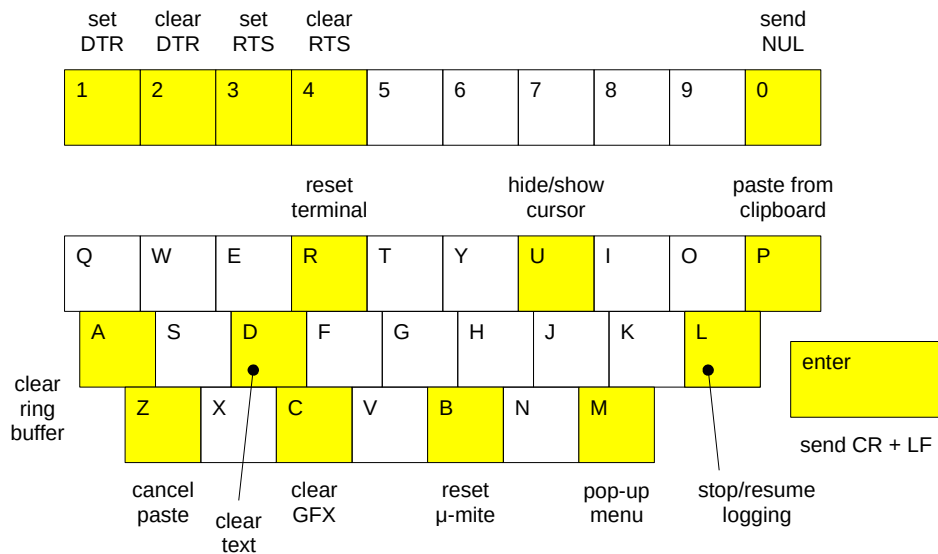 set clear set clear send
DTR DTR RTS RTS NUL
1 2 3 4 5 6 7 8 9 0
reset hide/show paste from
terminal cursor clipboard
Q W E R T Y U I O P
A S D F G H J K L
enter
clear
ring
buffer
Z X C V B N M
send CR + LF
cancel clear reset pop-up stop/resume
paste GFX μ-mite menu logging
clear
text